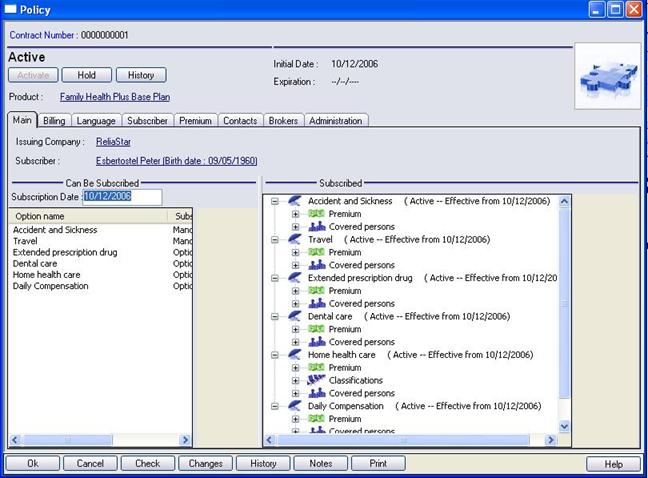 Policy
Contract Number : 0000000001
Active
Activate Hold History
Initial Date : 10/12/2006
Expiration : --/--/----
Product : Family Health Plus Base Plan
Main Billing Language Subscriber Premium Contacts Brokers Administration
Issuing Company : ReliaStar
Subscriber : Esbertostel Peter (Birth date : 09/05/1960)
Can Be Subscribed
Subscription Date : 10/12/2006
Option name Subs
Accident and Sickness Manc
Travel Manc
Extended prescription drug Optic
Dental care Optic
Home health care Optic
Daily Compensation Optic
Subscribed
Accident and Sickness ( Active -- Effective from 10/12/2006)
Premium
Covered persons
Travel ( Active -- Effective from 10/12/2006)
Premium
Covered persons
Extended prescription drug ( Active -- Effective from 10/12/20
Premium
Covered persons
Dental care ( Active -- Effective from 10/12/2006)
Premium
Covered persons
Home health care ( Active -- Effective from 10/12/2006)
Premium
Classifications
Covered persons
Daily Compensation ( Active -- Effective from 10/12/2006)
Premium
Covered persons
Ok Cancel Check Changes History Notes Print Help